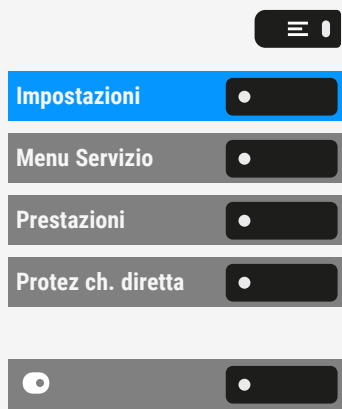 Impostazioni
Menu Servizio
Prestazioni
Protez ch. diretta